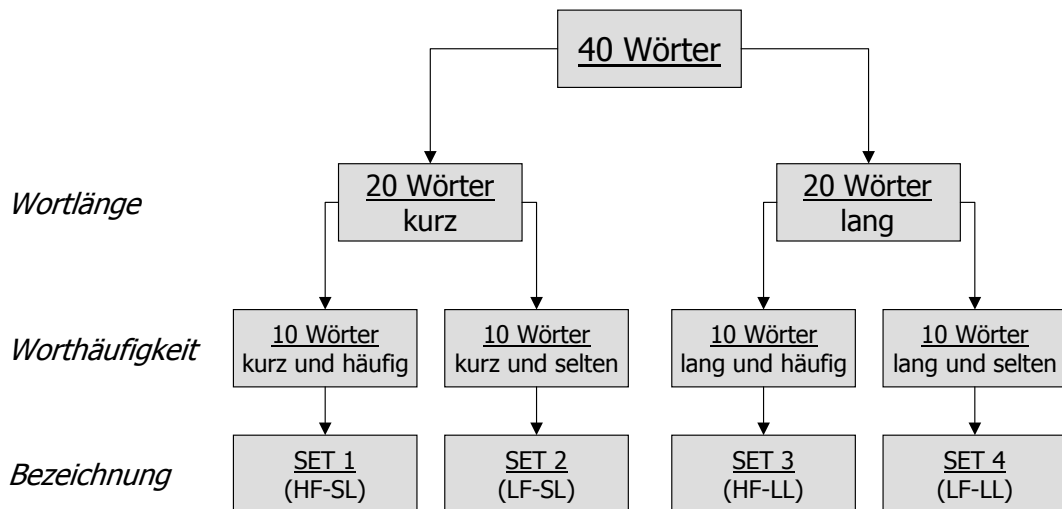 40 Wörter
Wortlänge
20 Wörter
kurz
20 Wörter
lang
Worthäufigkeit
10 Wörter
kurz und häufig
10 Wörter
kurz und selten
10 Wörter
lang und häufig
10 Wörter
lang und selten
Bezeichnung
SET 1
(HF-SL)
SET 2
(LF-SL)
SET 3
(HF-LL)
SET 4
(LF-LL)